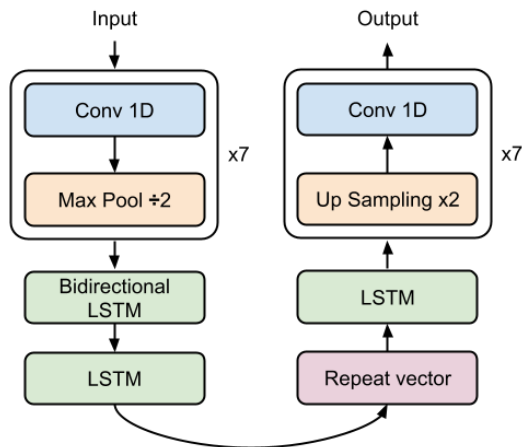 Input
Conv 1D
Max Pool ÷2
x7
Bidirectional
LSTM
LSTM
Output
Conv 1D
Up Sampling x2
x7
LSTM
Repeat vector